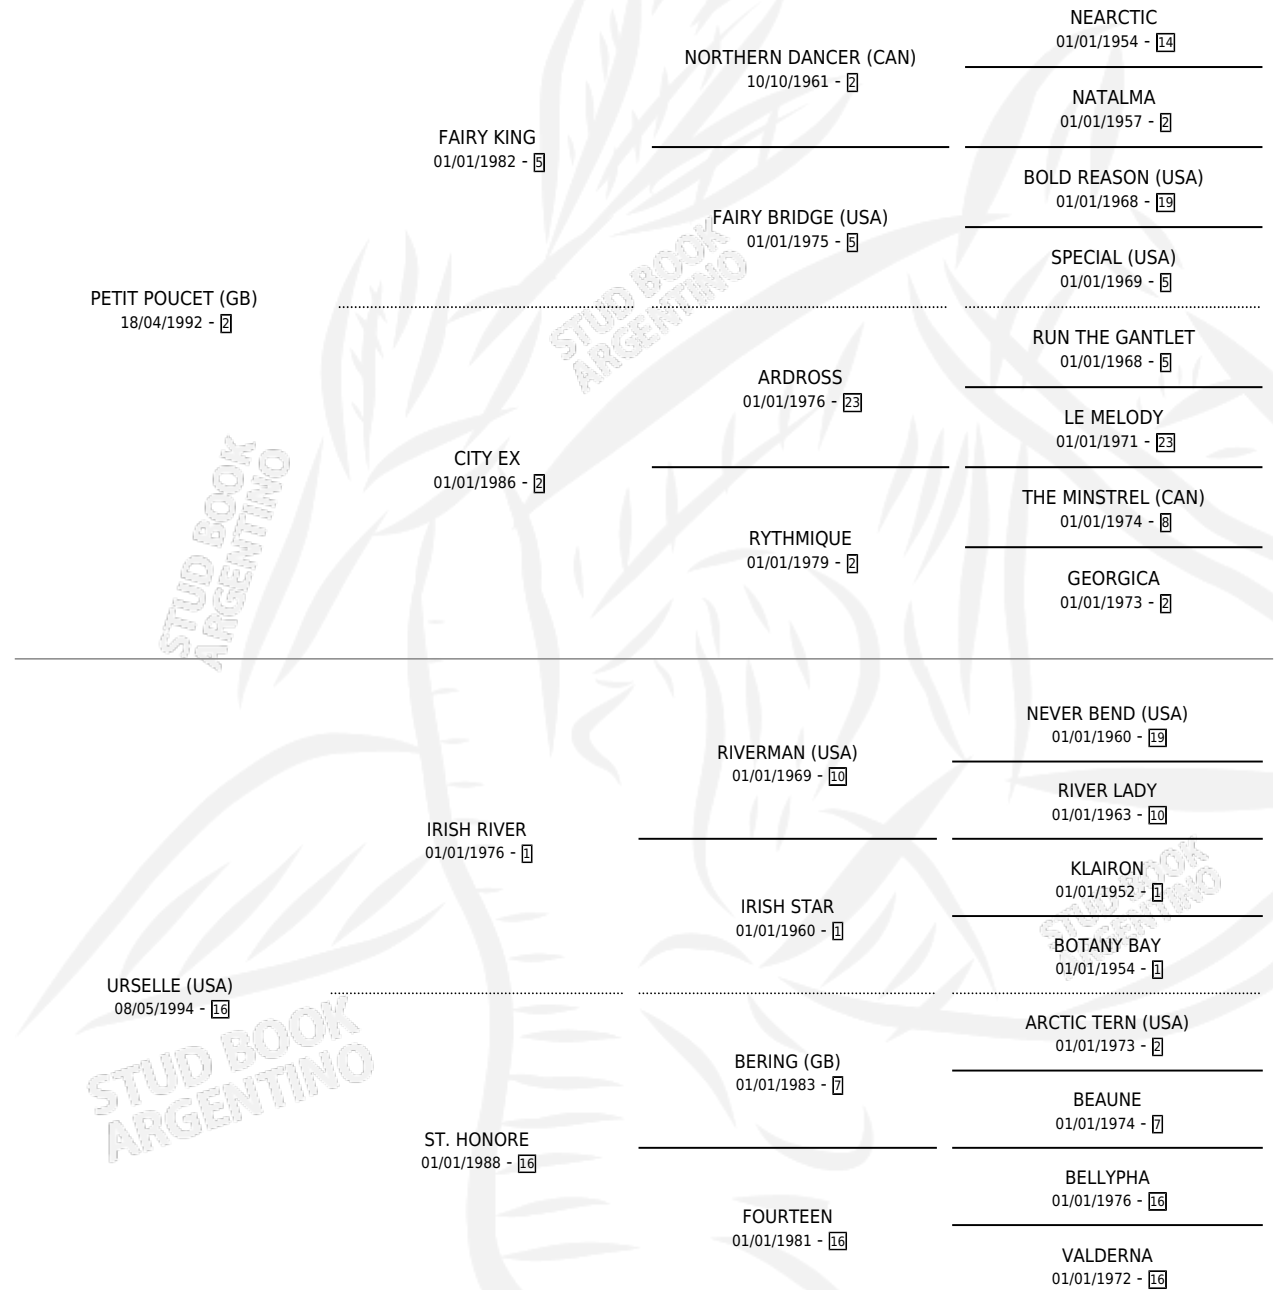 NEARCTIC
01/01/1954 - 14
NORTHERN DANCER (CAN)
10/10/1961 - 2
NATALMA
01/01/1957 - 2
FAIRY KING
01/01/1982 - 5
BOLD REASON (USA)
01/01/1968 - 19
FAIRY BRIDGE (USA)
01/01/1975 - 5
SPECIAL (USA)
01/01/1969 - 5
PETIT POUCET (GB)
18/04/1992 - 2
STUD BOOK
ARGENTINO
RUN THE GANTLET
01/01/1968 - 5
ARDROSS
01/01/1976 - 23
LE MELODY
01/01/1971 - 23
CITY EX
01/01/1986 - 2
THE MINSTREL (CAN)
01/01/1974 - 8
RYTHMIQUE
01/01/1979 - 2
GEORGICA
01/01/1973 - 2
STUD BOOK
ARGENTINO
NEVER BEND (USA)
01/01/1960 - 19
RIVERMAN (USA)
01/01/1969 - 10
RIVER LADY
01/01/1963 - 10
IRISH RIVER
01/01/1976 - 1
KLAIRON
01/01/1952 - 1
IRISH STAR
01/01/1960 - 1
STUD BOOK
ARGENTINO
BOTANY BAY
01/01/1954 - 1
URSELLE (USA)
08/05/1994 - 16
ARCTIC TERN (USA)
01/01/1973 - 2
STUD BOOK
ARGENTINO
BERING (GB)
01/01/1983 - 7
BEAUNE
01/01/1974 - 7
ST. HONORE
01/01/1988 - 16
BELLYPHA
01/01/1976 - 16
FOURTEEN
01/01/1981 - 16
VALDERNA
01/01/1972 - 16